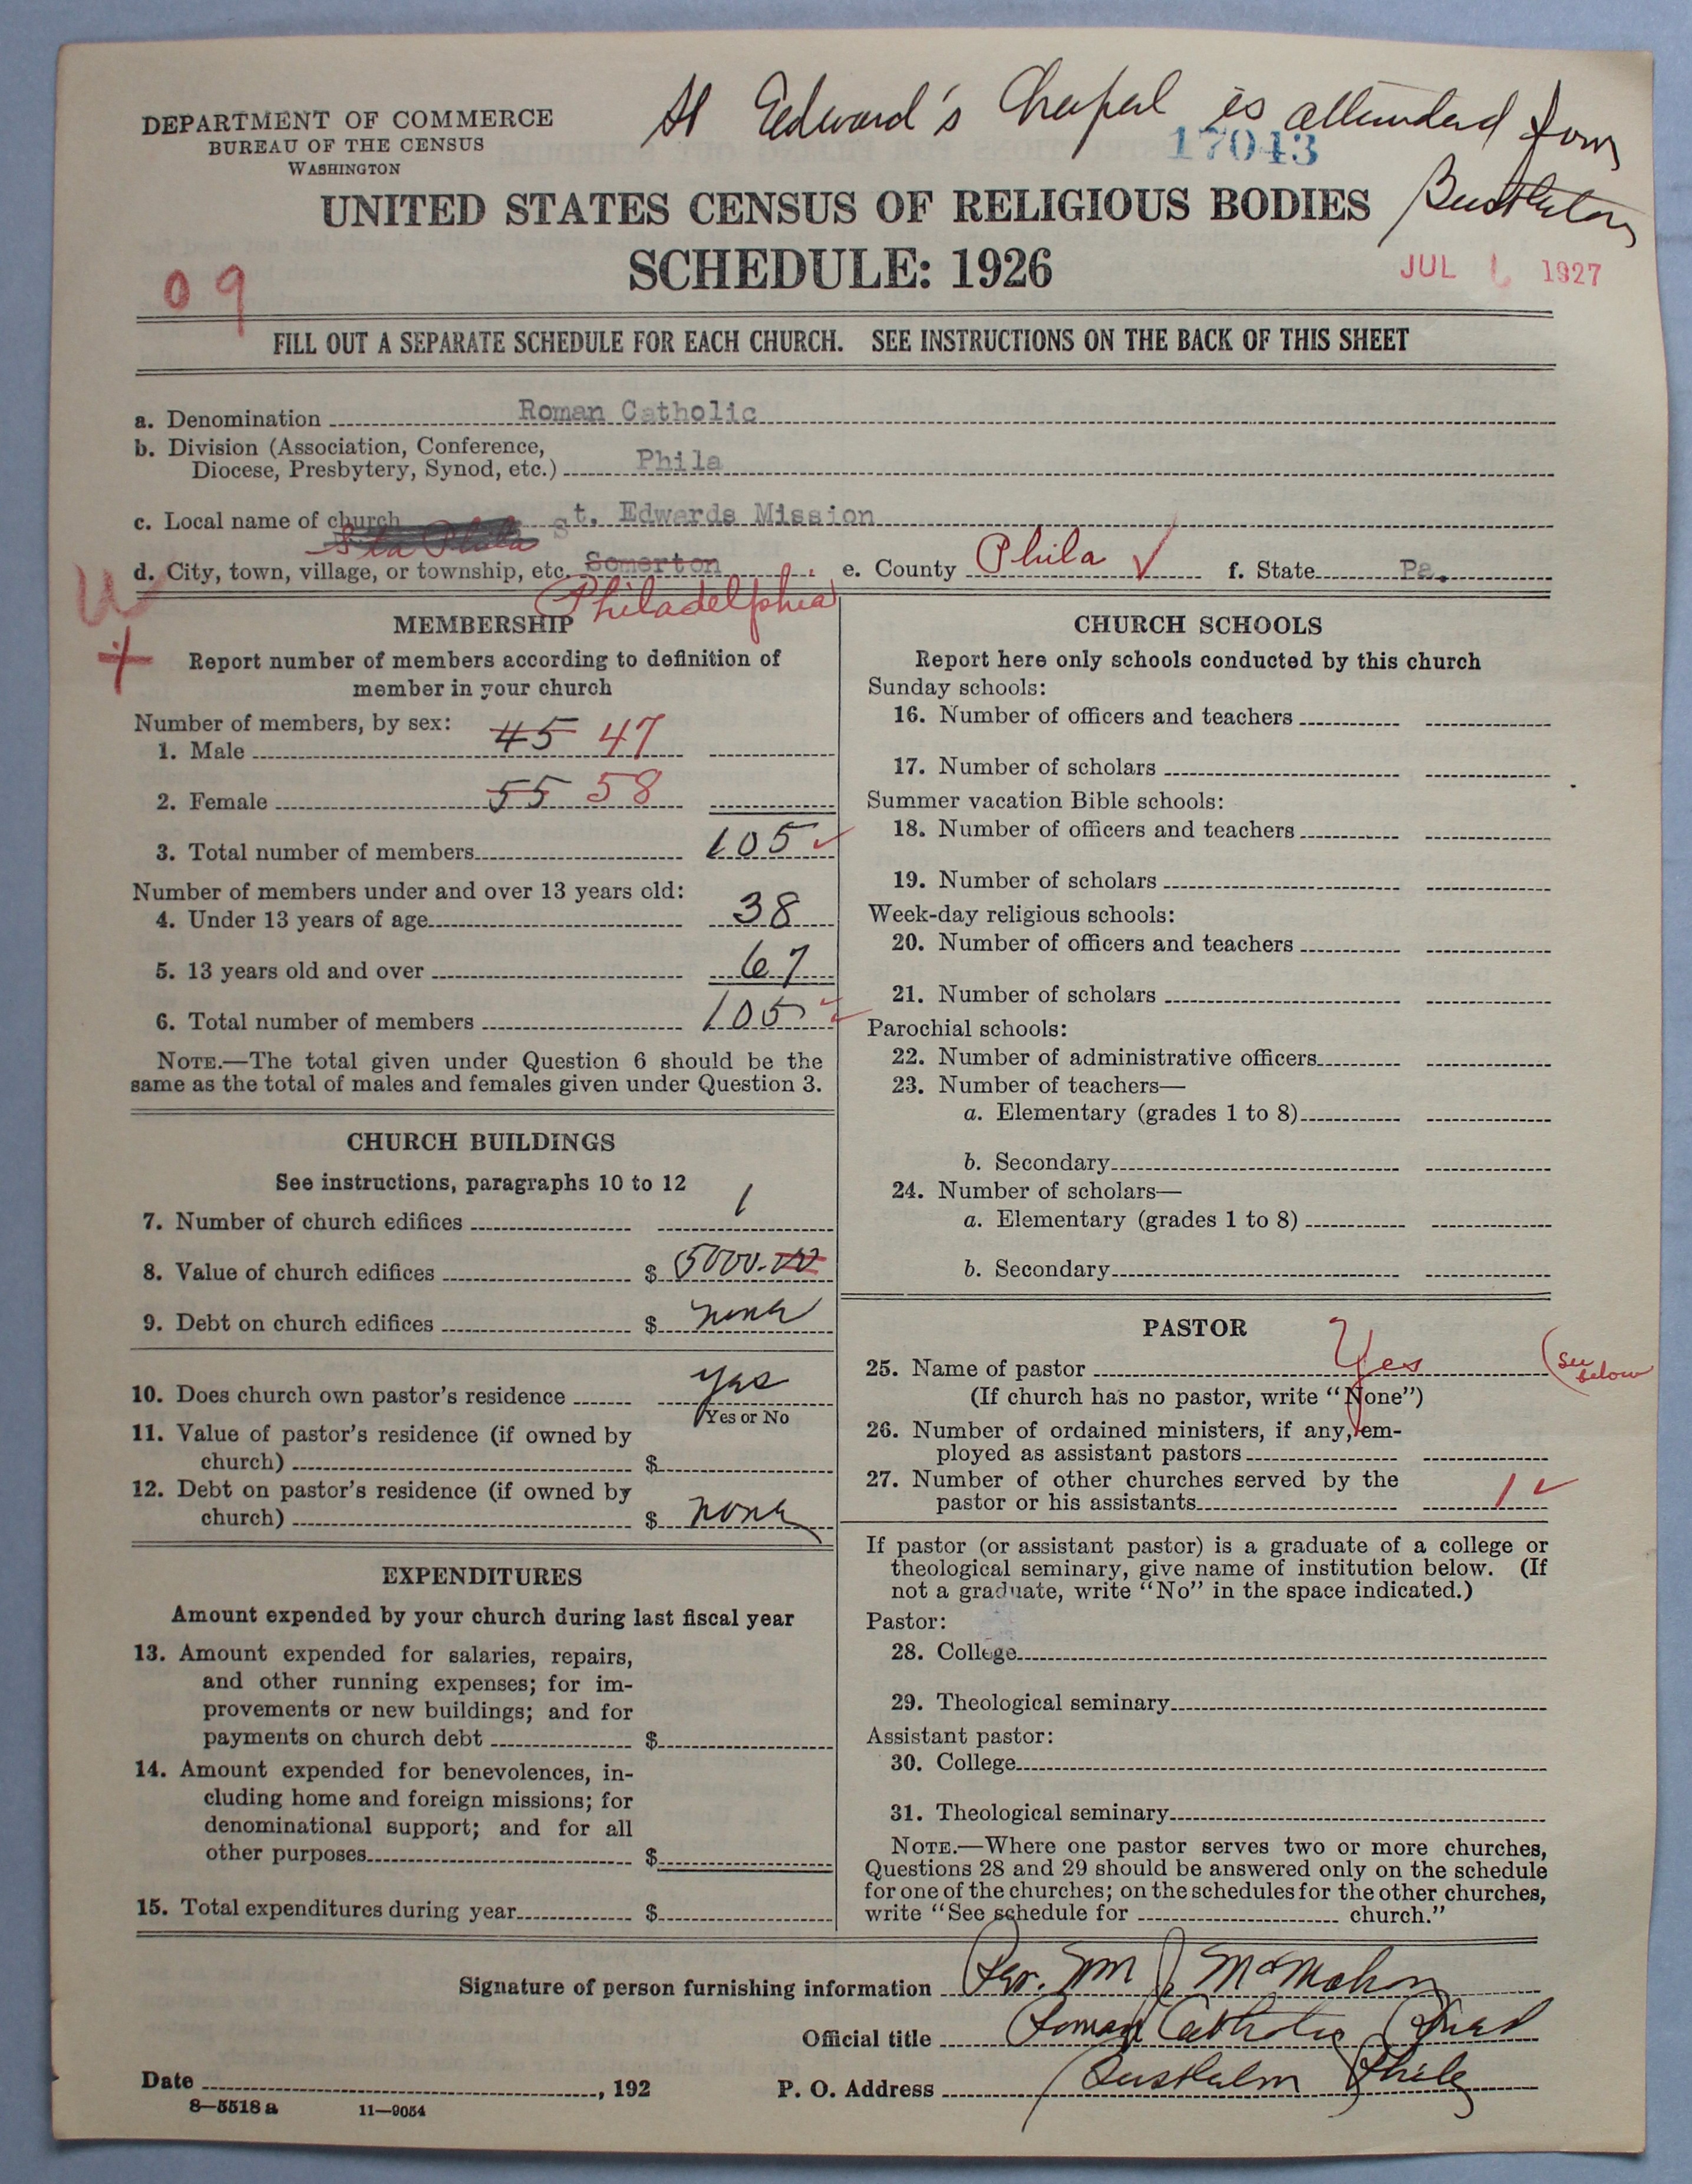 St Edward's Chapel is attended from
Bustleton
DEPARTMENT OF COMMERCE
BUREAU OF THE CENSUS
WASHINGTON
17043
UNITED STATES CENSUS OF RELIGIOUS BODIES
SCHEDULE: 1926
JUL 1927
09
FILL OUT A SEPARATE SCHEDULE FOR EACH CHURCH. SEE INSTRUCTIONS ON THE BACK OF THIS SHEET
a. Denomination Roman Catholic
b. Division (Association, Conference,
Diocese, Presbytery, Synod, etc.) Phila
c. Local name of church St. Edwards Mission
Sta Phila
d. City, town, village, or township, etc. Somerton e. County Phila ✓ f. State Pa.
Philadelphia
W
+
MEMBERSHIP
Report number of members according to definition of
member in your church
Number of members, by sex:
1. Male 45 47
2. Female 55 58
3. Total number of members 105 ✓
Number of members under and over 13 years old:
4. Under 13 years of age 38
5. 13 years old and over 67
6. Total number of members 105 ✓
NOTE.—The total given under Question 6 should be the
same as the total of males and females given under Question 3.
CHURCH BUILDINGS
See instructions, paragraphs 10 to 12
7. Number of church edifices 1
8. Value of church edifices $ 5000.00
9. Debt on church edifices $ none
10. Does church own pastor's residence yes
Yes or No
11. Value of pastor's residence (if owned by
church) $
12. Debt on pastor's residence (if owned by
church) $ none
EXPENDITURES
Amount expended by your church during last fiscal year
13. Amount expended for salaries, repairs,
and other running expenses; for im-
provements or new buildings; and for
payments on church debt $
14. Amount expended for benevolences, in-
cluding home and foreign missions; for
denominational support; and for all
other purposes $
15. Total expenditures during year $
CHURCH SCHOOLS
Report here only schools conducted by this church
Sunday schools:
16. Number of officers and teachers
17. Number of scholars
Summer vacation Bible schools:
18. Number of officers and teachers
19. Number of scholars
Week-day religious schools:
20. Number of officers and teachers
21. Number of scholars
Parochial schools:
22. Number of administrative officers
23. Number of teachers—
a. Elementary (grades 1 to 8)
b. Secondary
24. Number of scholars—
a. Elementary (grades 1 to 8)
b. Secondary
PASTOR
25. Name of pastor Yes (see below
(If church has no pastor, write "None")
26. Number of ordained ministers, if any, em-
ployed as assistant pastors
27. Number of other churches served by the
pastor or his assistants 1 ✓
If pastor (or assistant pastor) is a graduate of a college or
theological seminary, give name of institution below. (If
not a graduate, write "No" in the space indicated.)
Pastor:
28. College
29. Theological seminary
Assistant pastor:
30. College
31. Theological seminary
NOTE.—Where one pastor serves two or more churches,
Questions 28 and 29 should be answered only on the schedule
for one of the churches; on the schedules for the other churches,
write "See schedule for church."
Signature of person furnishing information Rev. Wm J McMahon
Official title Roman Catholic Priest
Date , 192 P. O. Address Bustleton Phila
8—5518 a 11—9054